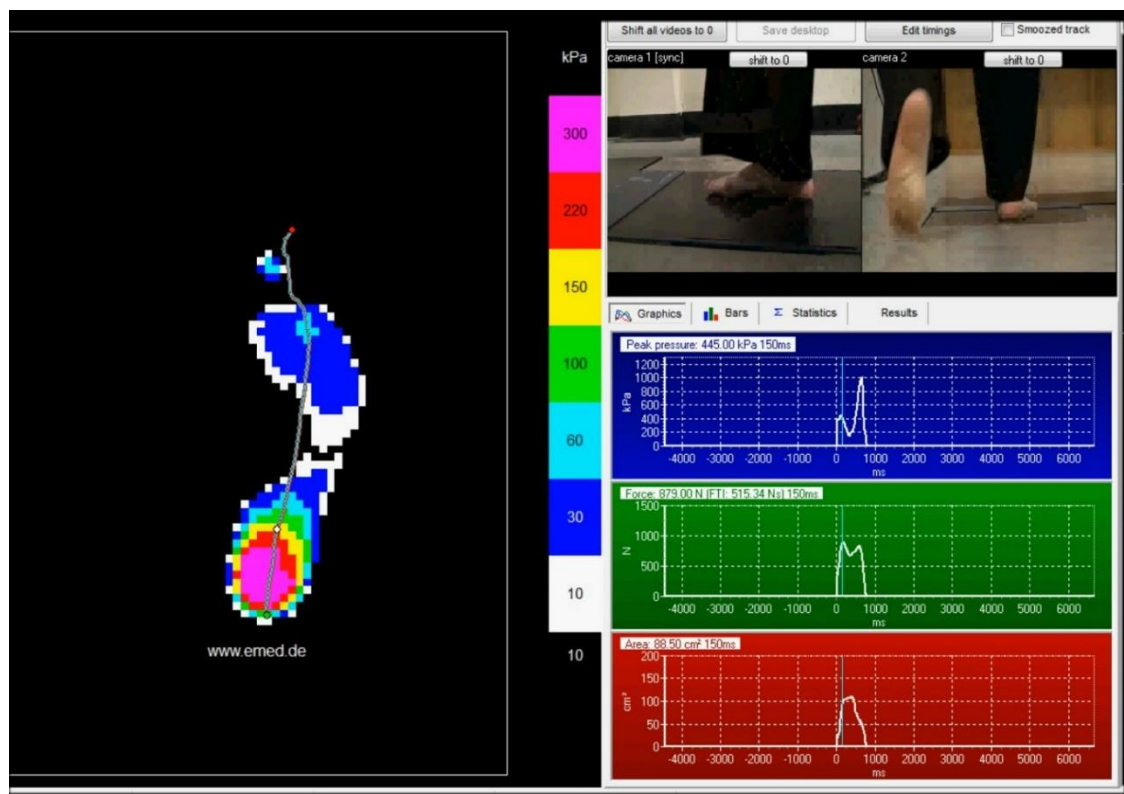 Shift all videos to 0
Save desktop
Edit timings
Smoozed track
kPa
camera 1 [sync]
shift to 0
camera 2
shift to 0
300
220
150
100
60
30
10
10
www.emed.de
Graphics
Bars
Σ Statistics
Results
Peak pressure: 445.00 kPa 150ms
1200
1000
800
600
400
200
0
kPa
-4000 -3000 -2000 -1000 0 1000 2000 3000 4000 5000 6000
ms
Force: 879.00 N (FTI: 515.34 Ns) 150ms
1500
1000
500
0
N
-4000 -3000 -2000 -1000 0 1000 2000 3000 4000 5000 6000
ms
Area: 88.50 cm² 150ms
200
150
100
50
0
cm²
-4000 -3000 -2000 -1000 0 1000 2000 3000 4000 5000 6000
ms